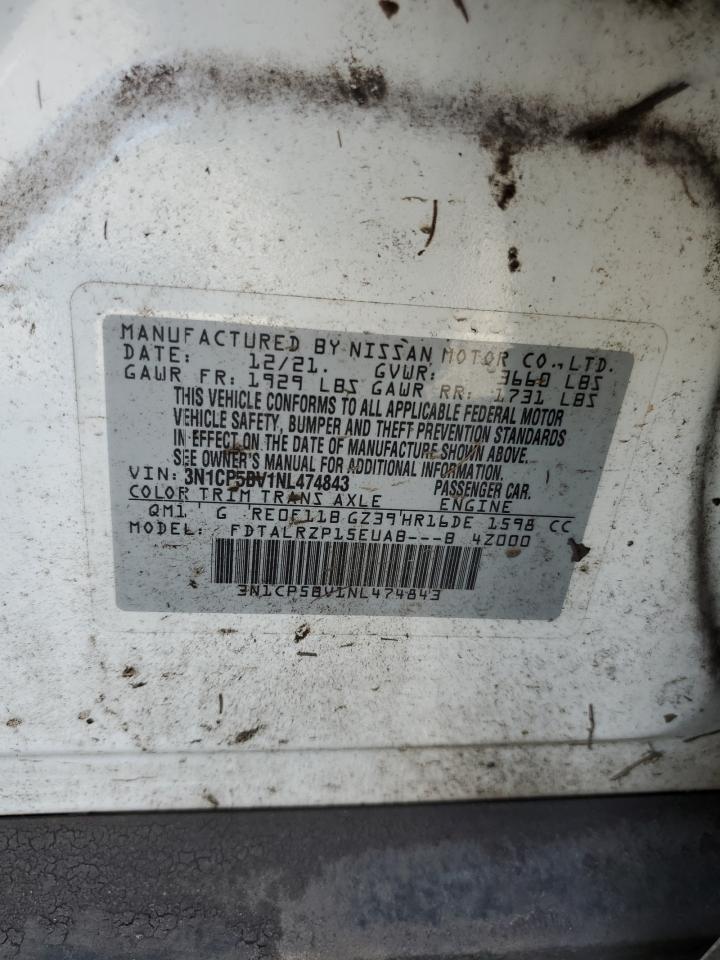 MANUFACTURED BY NISSAN MOTOR CO., LTD.
DATE: 12/21. GVWR: 3660 LBS
GAWR FR: 1929 LBS GAWR RR: 1731 LBS
THIS VEHICLE CONFORMS TO ALL APPLICABLE FEDERAL MOTOR
VEHICLE SAFETY, BUMPER AND THEFT PREVENTION STANDARDS
IN EFFECT ON THE DATE OF MANUFACTURE SHOWN ABOVE.
SEE OWNER'S MANUAL FOR ADDITIONAL INFORMATION.
VIN: 3N1CP5BV1NL474843 PASSENGER CAR.
COLOR TRIM TRANS AXLE ENGINE
QM1 G RE0F11B GZ39 HR16DE 1598 CC
MODEL: FDTALRZP15EUAB---B 4Z000
3N1CP5BV1NL474843